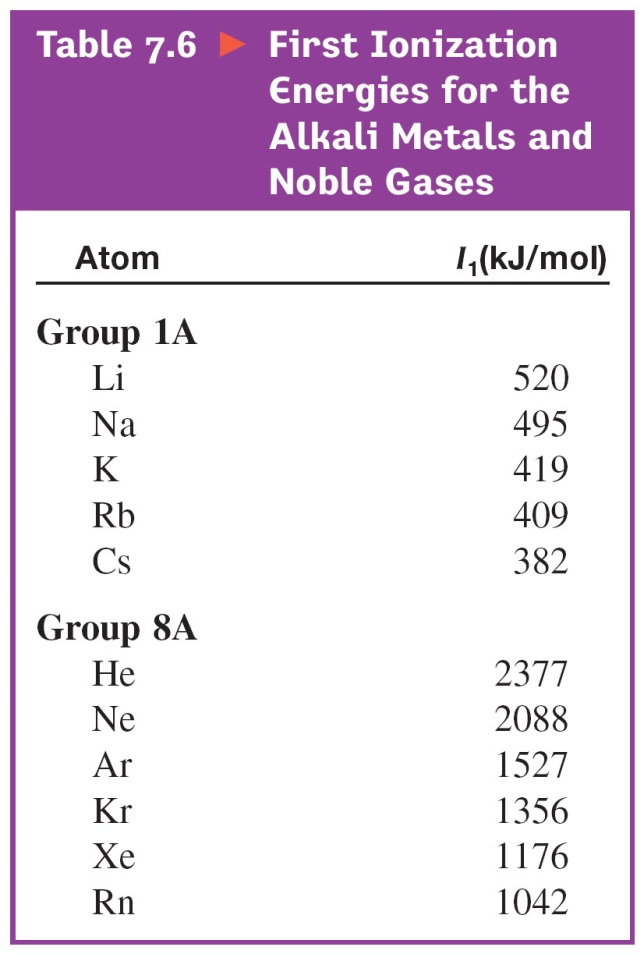 Table 7.6 ▶ First Ionization
Energies for the
Alkali Metals and
Noble Gases
Atom I₁(kJ/mol)
Group 1A
Li 520
Na 495
K 419
Rb 409
Cs 382
Group 8A
He 2377
Ne 2088
Ar 1527
Kr 1356
Xe 1176
Rn 1042